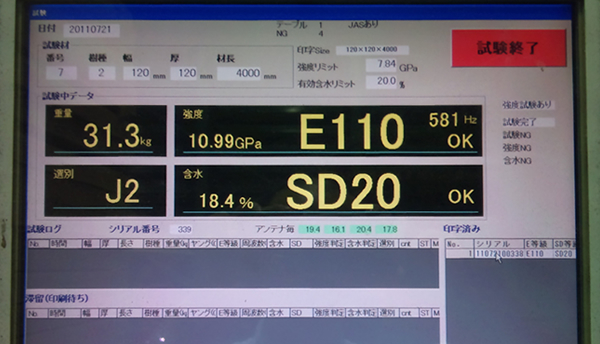 試験
日付 20110721
テーブル 1 JASあり
NG 4
試験終了
試験材
番号 樹種 幅 厚 材長
7 2 120 mm 120 mm 4000 mm
印字Size 120×120×4000
強度リミット 7.84 GPa
有効含水リミット 20.0 %
試験中データ
重量 31.3kg
強度 10.99GPa E110 581 Hz OK
選別 J2
含水 18.4 % SD20 OK
強度試験あり
試験完了
試験NG
強度NG
含水NG
試験ログ シリアル番号 339 アンテナ毎 19.4 16.1 20.4 17.8
No. 時間 幅 厚 長さ 樹種 重量(k ヤング(G E等級 周波数( 含水 SD 強度判定 含水判定 選別 cnt ST M
印字済み
No. シリアル E等級 SD等
1 E110 SD20
滞留(印刷待ち)
No. 時間 幅 厚 長さ 樹種 重量(k ヤング(G E等級 周波数( 含水 SD 強度判定 含水判定 選別 cnt ST M